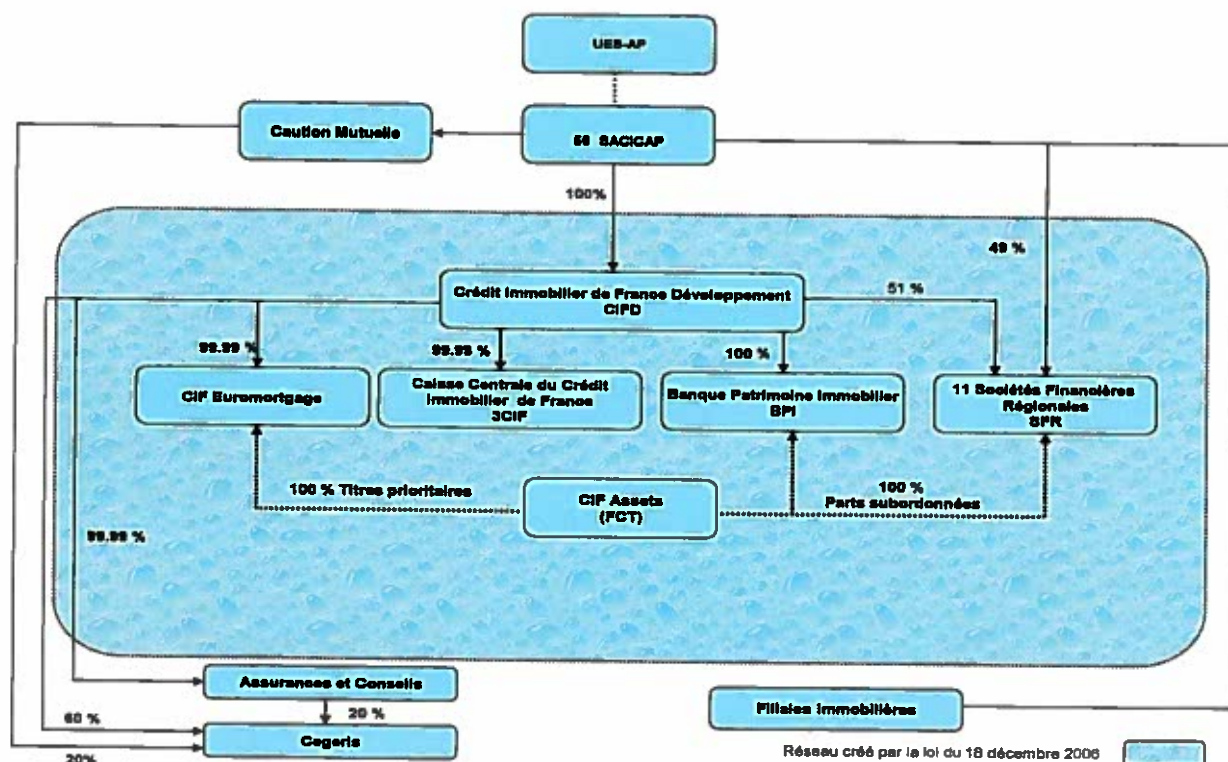 UES-AP
Caution Mutuelle
56 SACICAP
100%
49 %
Crédit Immobilier de France Développement
CIFD
51 %
99.99 %
99.99 %
100 %
CIF Euromortgage
Caisse Centrale du Crédit
Immobilier de France
3CIF
Banque Patrimoine Immobilier
BPI
11 Sociétés Financières
Régionales
SFR
100 % Titres prioritaires
CIF Assets
(FCT)
100 %
Parts subordonnées
99.99 %
Assurances et Conseils
20 %
60 %
Filiales Immobilières
Cegeris
20%
Réseau créé par la loi du 18 décembre 2006